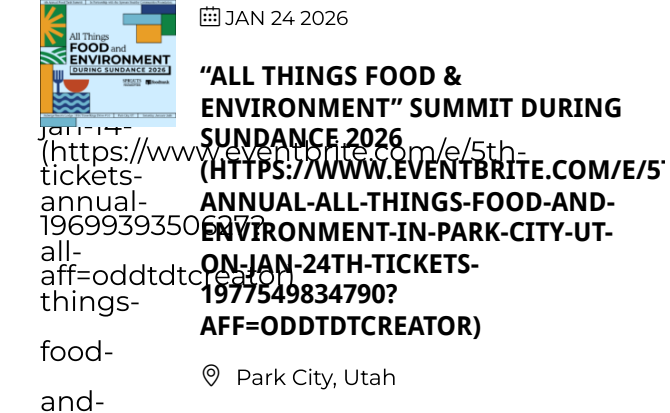 All Things
FOOD and
ENVIRONMENT
DURING SUNDANCE 2026
JAN 24 2026
“ALL THINGS FOOD &
ENVIRONMENT” SUMMIT DURING
SUNDANCE 2026
(HTTPS://WWW.EVENTBRITE.COM/E/5T
ANNUAL-ALL-THINGS-FOOD-AND-
ENVIRONMENT-IN-PARK-CITY-UT-
ON-JAN-24TH-TICKETS-
1977549834790?
AFF=ODDTDTCREATOR)
Park City, Utah
jan-14-
(https://www.eventbrite.com/e/5th-
tickets-
annual-
1969939350627?
all-
aff=oddtdtcreator)
things-
food-
and-